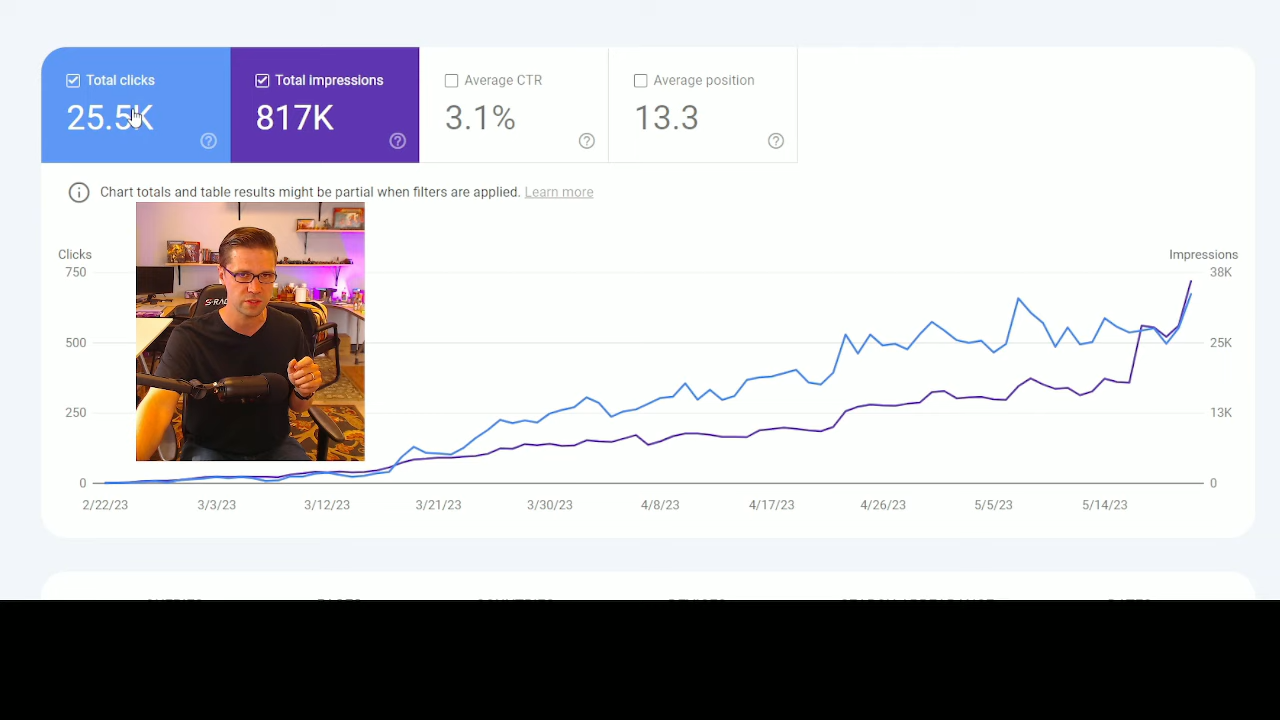 Total clicks
25.5K
Total impressions
817K
Average CTR
3.1%
Average position
13.3
Chart totals and table results might be partial when filters are applied. Learn more
Clicks
Impressions
750
38K
500
25K
250
13K
0
0
2/22/23 3/3/23 3/12/23 3/21/23 3/30/23 4/8/23 4/17/23 4/26/23 5/5/23 5/14/23